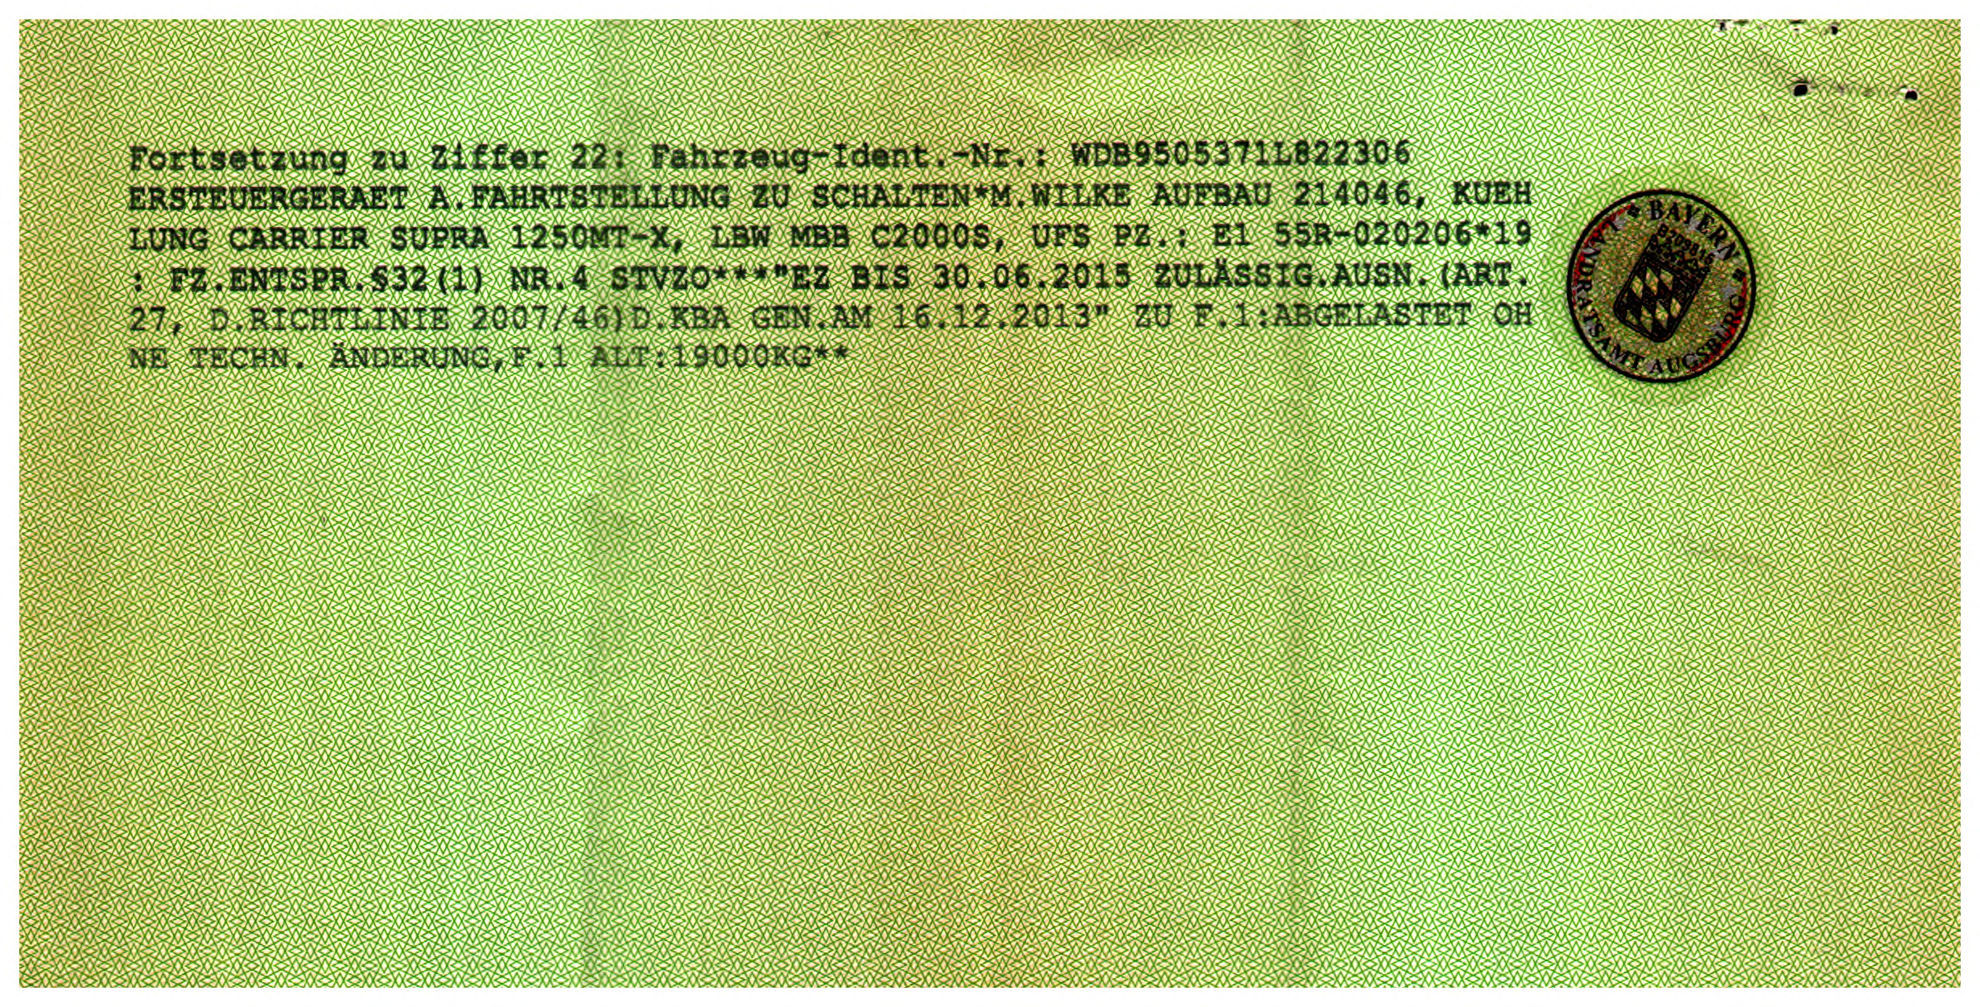 Fortsetzung zu Ziffer 22: Fahrzeug-Ident.-Nr.: WDB9505371L822306
ERSTEUERGERAET A.FAHRTSTELLUNG ZU SCHALTEN*M.WILKE AUFBAU 214046, KUEH
LUNG CARRIER SUPRA 1250MT-X, LBW MBB C2000S, UFS PZ.: E1 55R-020206*19
: FZ.ENTSPR.§32(1) NR.4 STVZO***"EZ BIS 30.06.2015 ZULÄSSIG.AUSN.(ART.
27, D.RICHTLINIE 2007/46)D.KBA GEN.AM 16.12.2013" ZU F.1:ABGELASTET OH
NE TECHN. ÄNDERUNG,F.1 ALT:19000KG**
BAYERN
LANDRATSAMT AUGSBURG